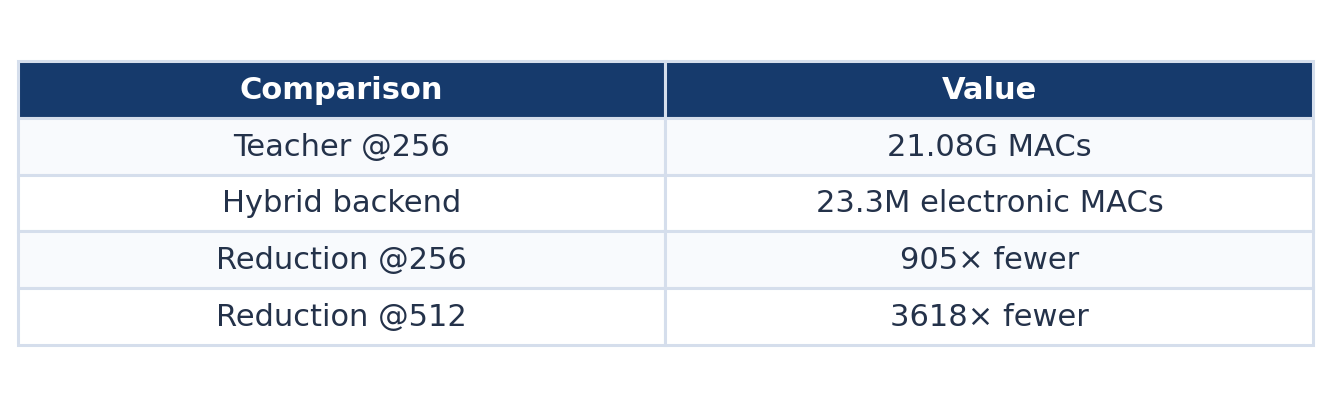 Comparison Value
Teacher @256 21.08G MACs
Hybrid backend 23.3M electronic MACs
Reduction @256 905× fewer
Reduction @512 3618× fewer